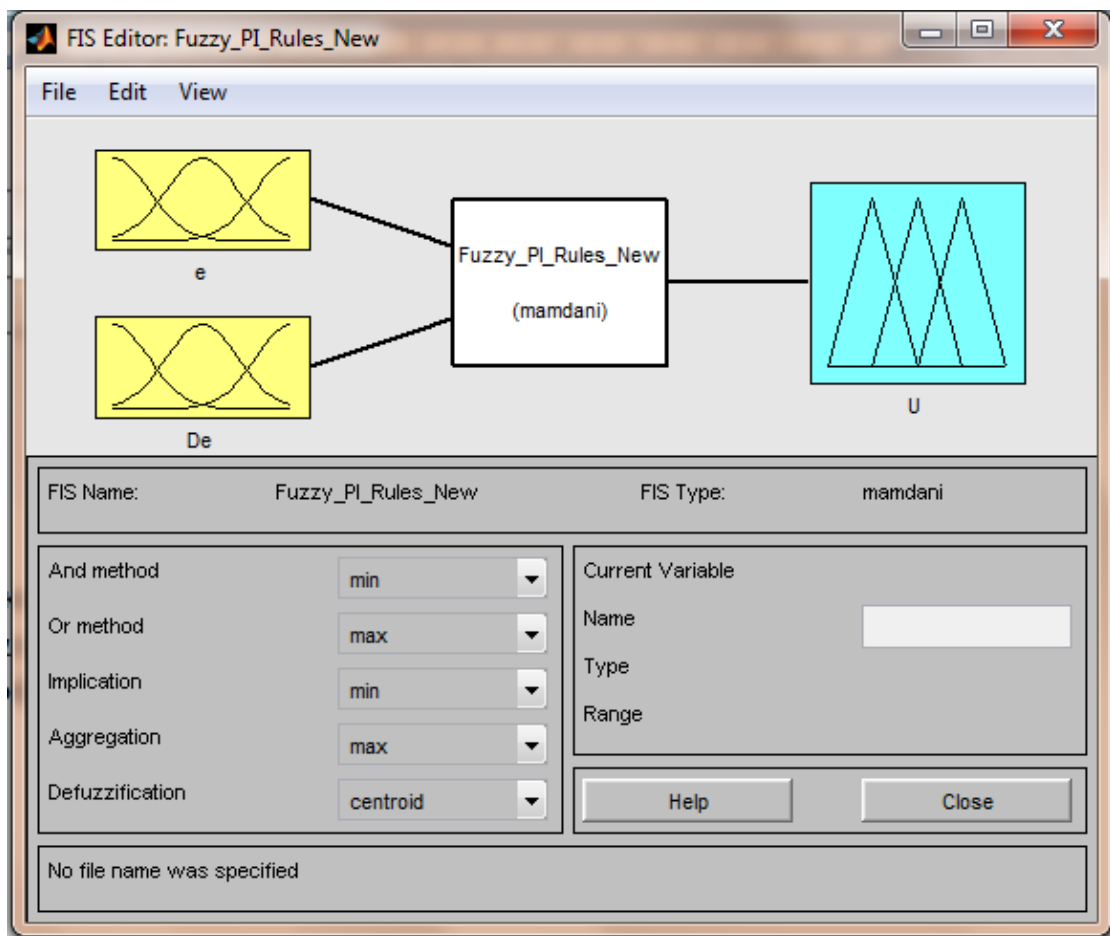 FIS Editor: Fuzzy_PI_Rules_New
File Edit View
e
De
Fuzzy_PI_Rules_New
(mamdani)
U
FIS Name: Fuzzy_PI_Rules_New FIS Type: mamdani
And method min
Or method max
Implication min
Aggregation max
Defuzzification centroid
Current Variable
Name
Type
Range
Help Close
No file name was specified